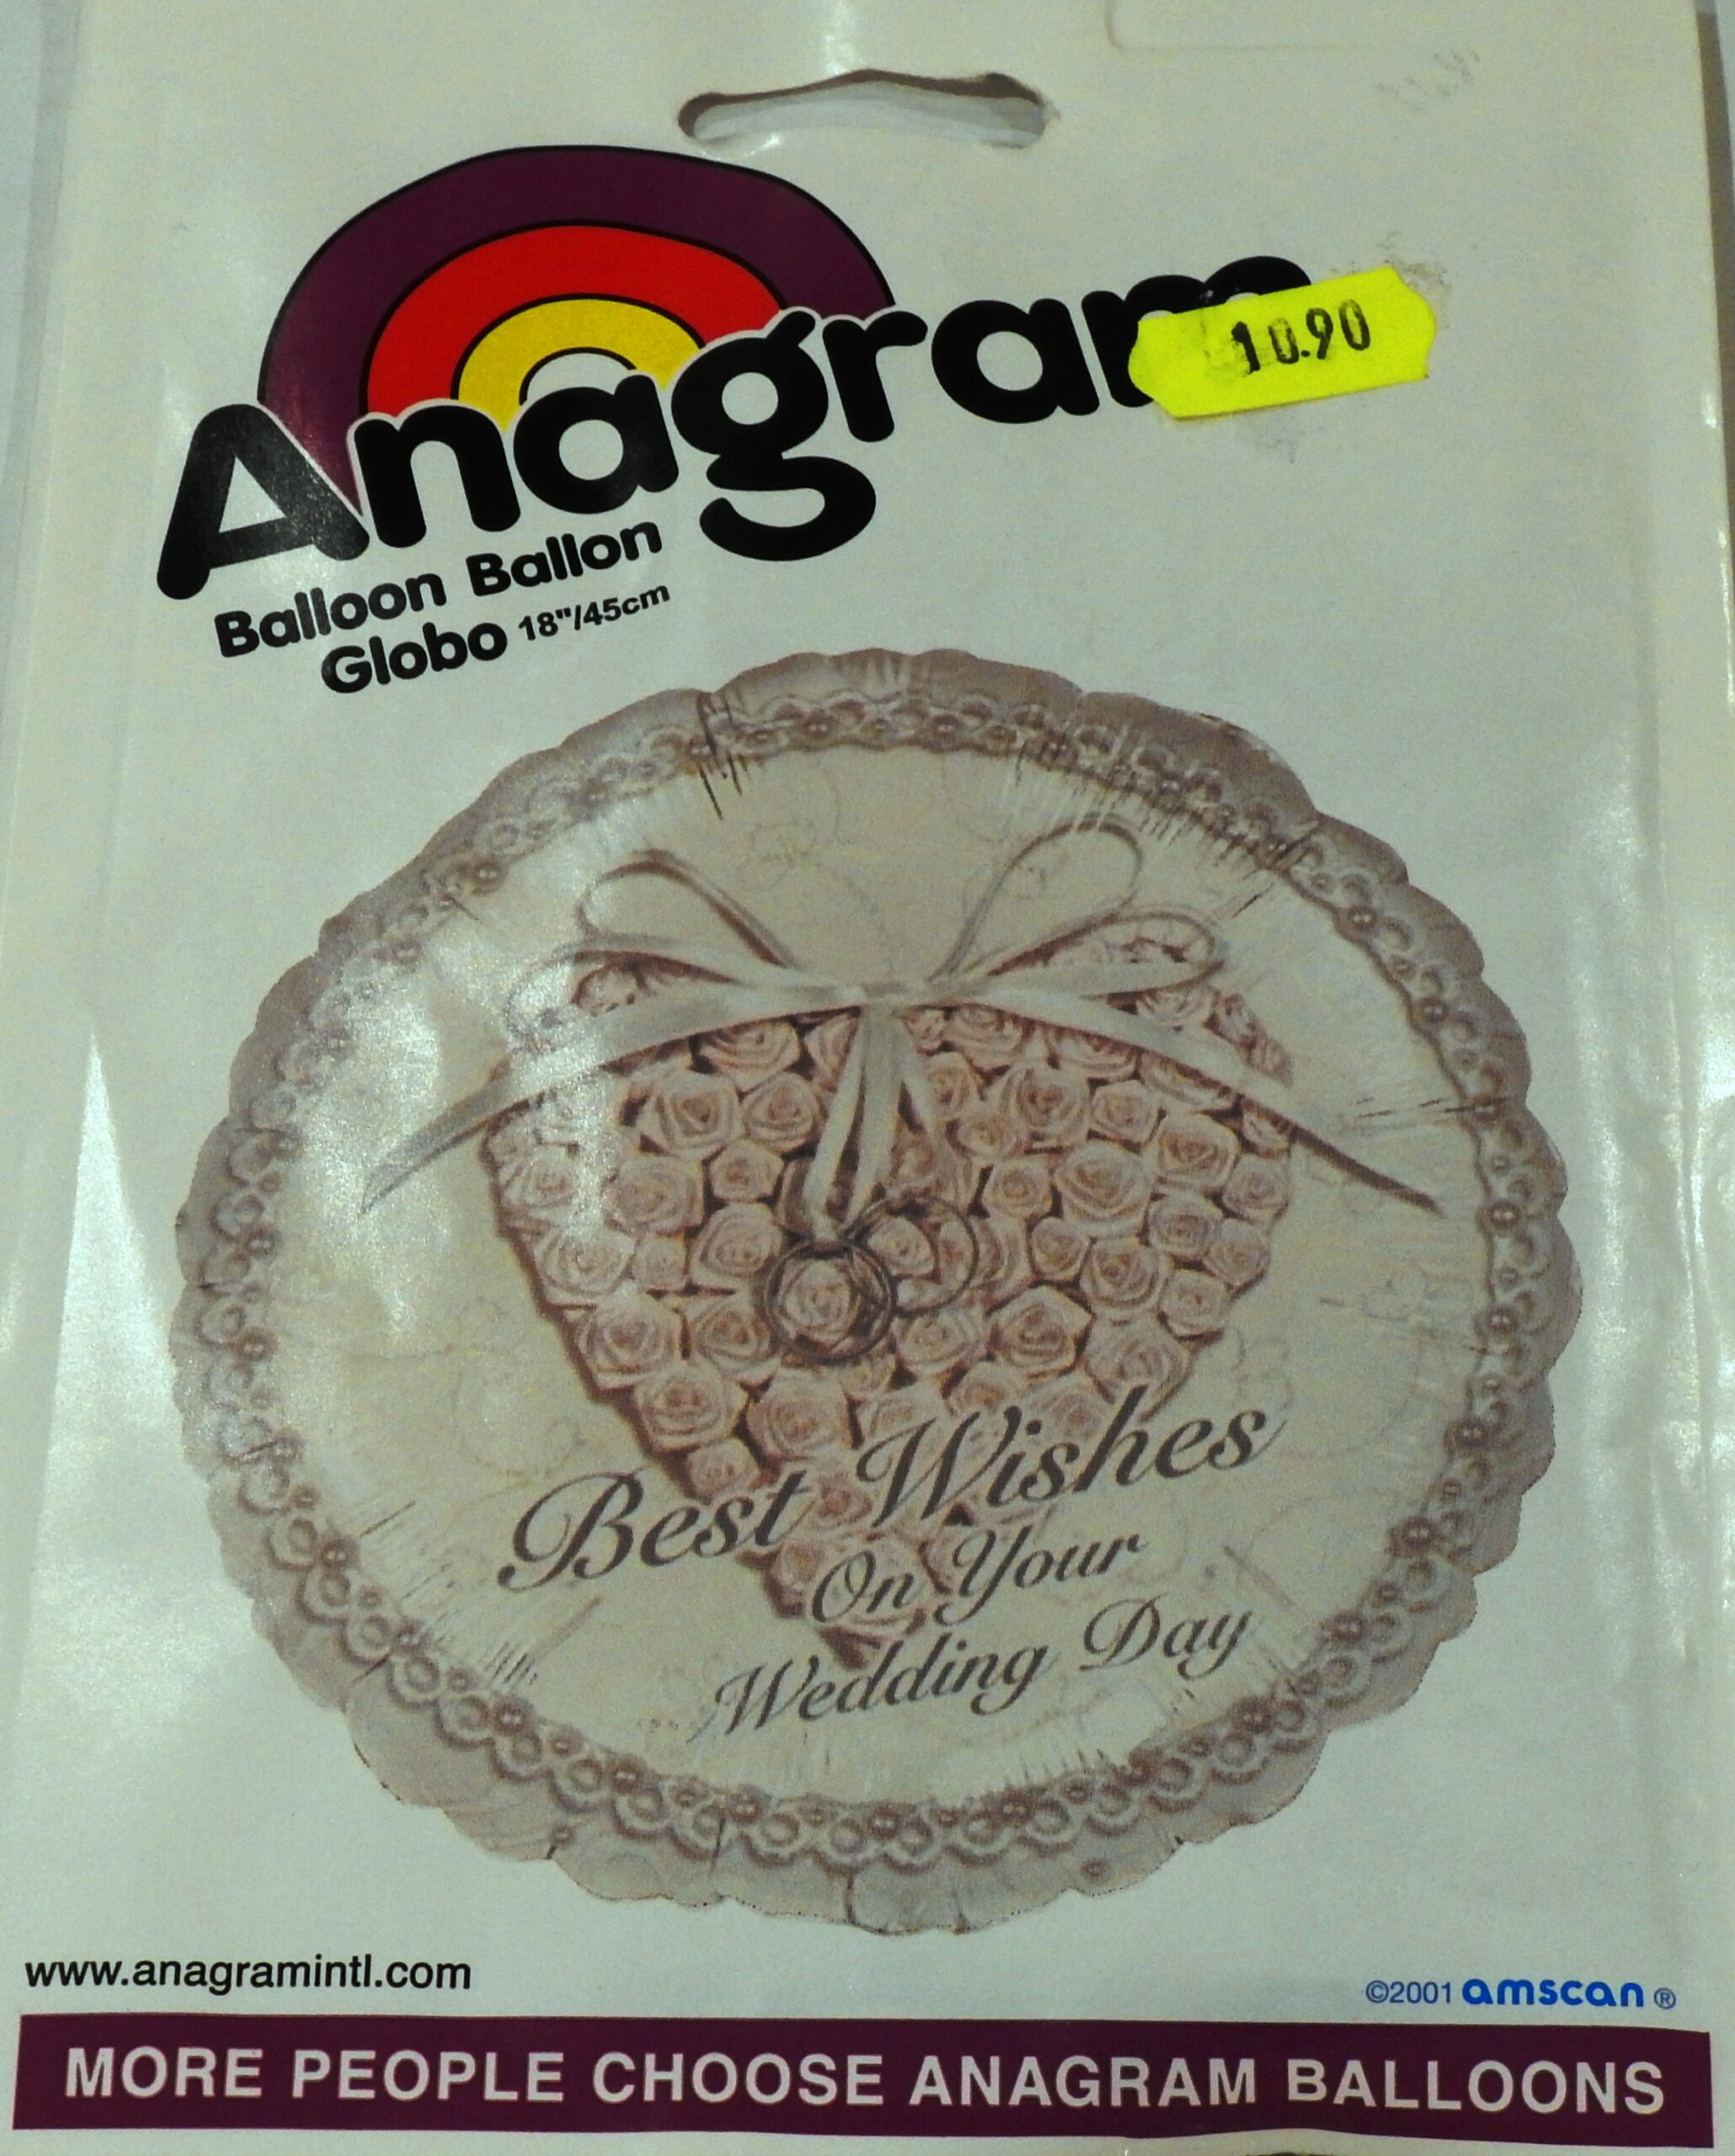 Anagram
10.90
Balloon Ballon
Globo 18"/45cm
Best Wishes
On Your
Wedding Day
www.anagramintl.com
©2001 amscan ®
MORE PEOPLE CHOOSE ANAGRAM BALLOONS